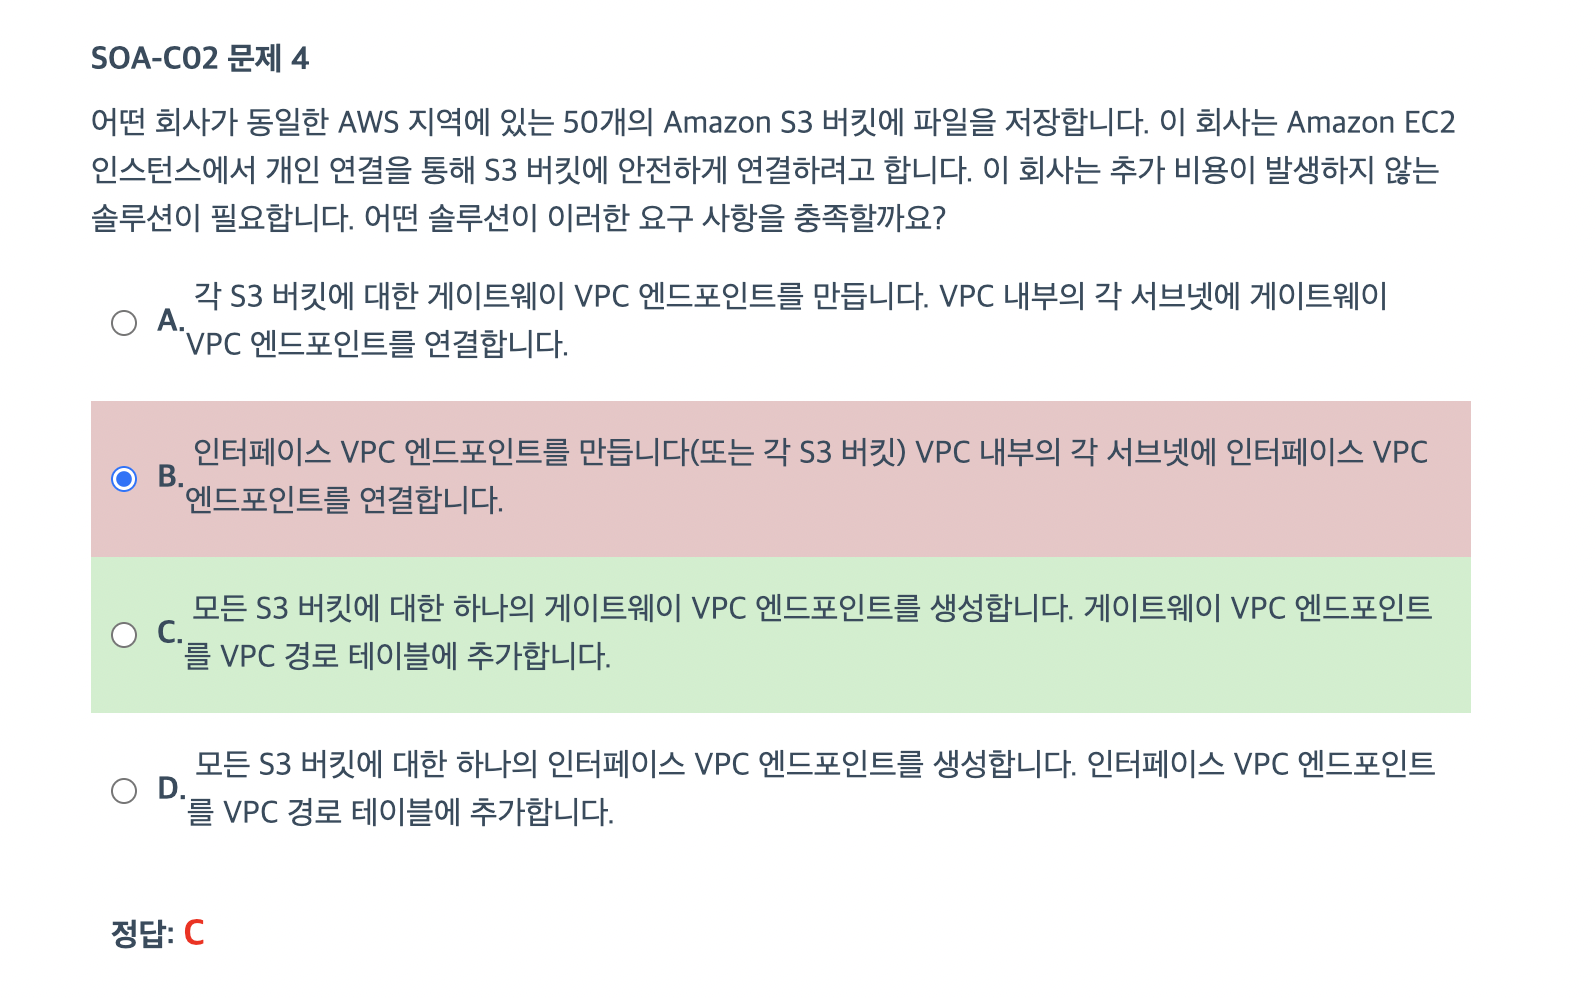 SOA-C02 문제 4
어떤 회사가 동일한 AWS 지역에 있는 50개의 Amazon S3 버킷에 파일을 저장합니다. 이 회사는 Amazon EC2
인스턴스에서 개인 연결을 통해 S3 버킷에 안전하게 연결하려고 합니다. 이 회사는 추가 비용이 발생하지 않는
솔루션이 필요합니다. 어떤 솔루션이 이러한 요구 사항을 충족할까요?
A. 각 S3 버킷에 대한 게이트웨이 VPC 엔드포인트를 만듭니다. VPC 내부의 각 서브넷에 게이트웨이
VPC 엔드포인트를 연결합니다.
B. 인터페이스 VPC 엔드포인트를 만듭니다(또는 각 S3 버킷) VPC 내부의 각 서브넷에 인터페이스 VPC
엔드포인트를 연결합니다.
C. 모든 S3 버킷에 대한 하나의 게이트웨이 VPC 엔드포인트를 생성합니다. 게이트웨이 VPC 엔드포인트
를 VPC 경로 테이블에 추가합니다.
D. 모든 S3 버킷에 대한 하나의 인터페이스 VPC 엔드포인트를 생성합니다. 인터페이스 VPC 엔드포인트
를 VPC 경로 테이블에 추가합니다.
정답: C